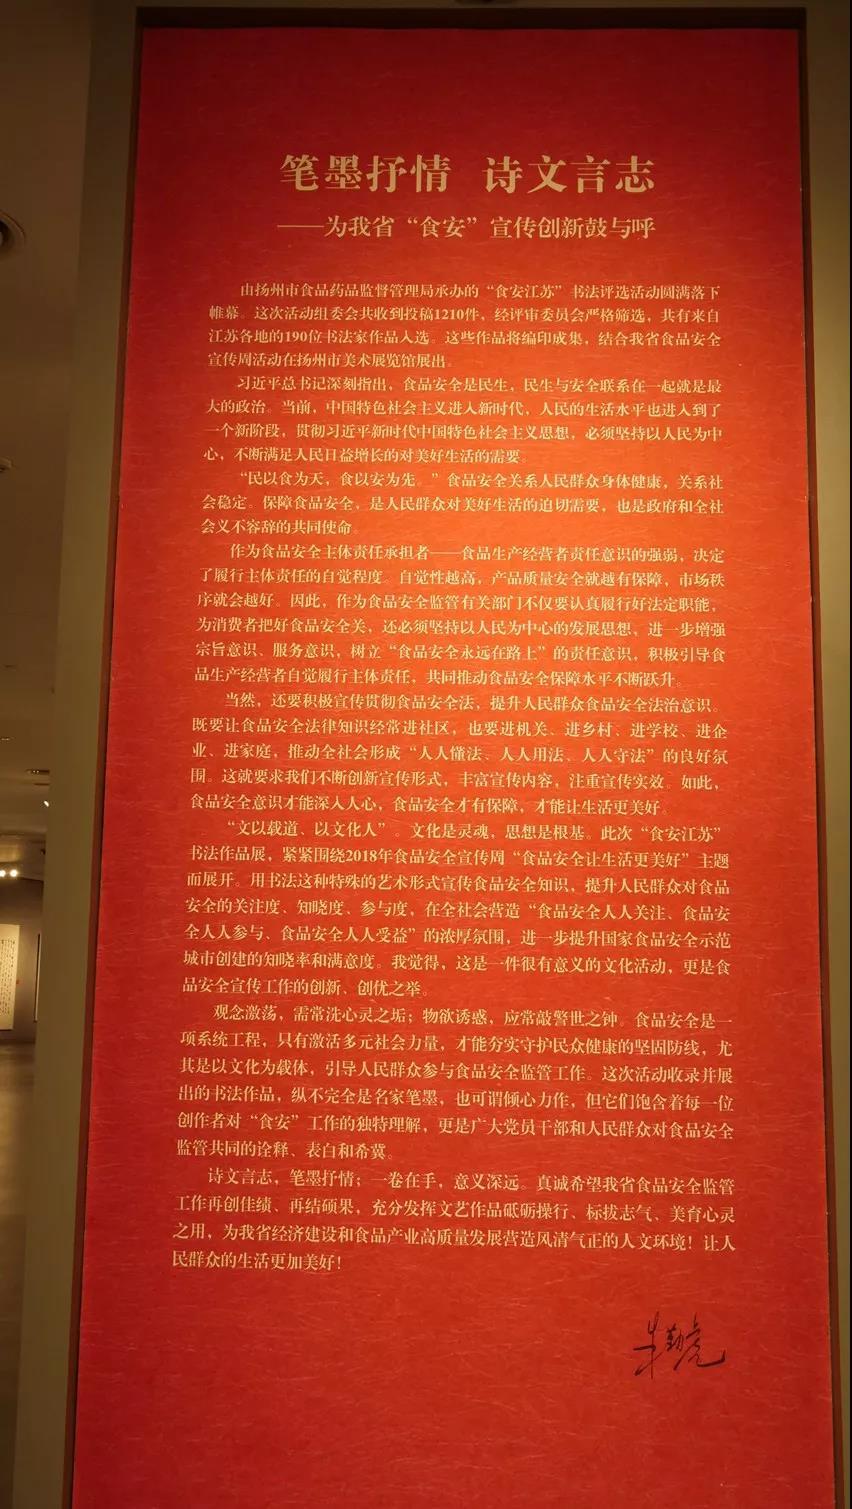 笔墨抒情 诗文言志
——为我省“食安”宣传创新鼓与呼
由扬州市食品药品监督管理局承办的“食安江苏”书法评选活动圆满落下
帷幕。这次活动组委会共收到投稿1210件，经评审委员会严格筛选，共有来自
江苏各地的190位书法家作品入选。这些作品将编印成集，结合我省食品安全
宣传周活动在扬州市美术展览馆展出。
习近平总书记深刻指出，食品安全是民生，民生与安全联系在一起就是最
大的政治。当前，中国特色社会主义进入新时代，人民的生活水平也进入到了
一个新阶段，贯彻习近平新时代中国特色社会主义思想，必须坚持以人民为中
心，不断满足人民日益增长的对美好生活的需要。
“民以食为天，食以安为先。”食品安全关系人民群众身体健康，关系社
会稳定。保障食品安全，是人民群众对美好生活的迫切需要，也是政府和全社
会义不容辞的共同使命。
作为食品安全主体责任承担者——食品生产经营者责任意识的强弱，决定
了履行主体责任的自觉程度。自觉性越高，产品质量安全就越有保障，市场秩
序就会越好。因此，作为食品安全监管有关部门不仅要认真履行好法定职能，
为消费者把好食品安全关，还必须坚持以人民为中心的发展思想，进一步增强
宗旨意识、服务意识，树立“食品安全永远在路上”的责任意识，积极引导食
品生产经营者自觉履行主体责任，共同推动食品安全保障水平不断跃升。
当然，还要积极宣传贯彻食品安全法，提升人民群众食品安全法治意识。
既要让食品安全法律知识经常进社区，也要进机关、进乡村、进学校、进企
业、进家庭，推动全社会形成“人人懂法、人人用法、人人守法”的良好氛
围。这就要求我们不断创新宣传形式，丰富宣传内容，注重宣传实效。如此，
食品安全意识才能深入人心，食品安全才有保障，才能让生活更美好。
“文以载道、以文化人”。文化是灵魂，思想是根基。此次“食安江苏”
书法作品展，紧紧围绕2018年食品安全宣传周“食品安全让生活更美好”主题
而展开。用书法这种特殊的艺术形式宣传食品安全知识，提升人民群众对食品
安全的关注度、知晓度、参与度，在全社会营造“食品安全人人关注、食品安
全人人参与、食品安全人人受益”的浓厚氛围，进一步提升国家食品安全示范
城市创建的知晓率和满意度。我觉得，这是一件很有意义的文化活动，更是食
品安全宣传工作的创新、创优之举。
观念激荡，需常洗心灵之垢；物欲诱惑，应常敲警世之钟。食品安全是一
项系统工程，只有激活多元社会力量，才能夯实守护民众健康的坚固防线，尤
其是以文化为载体，引导人民群众参与食品安全监管工作。这次活动收录并展
出的书法作品，纵不完全是名家笔墨，也可谓倾心力作，但它们饱含着每一位
创作者对“食安”工作的独特理解，更是广大党员干部和人民群众对食品安全
监管共同的诠释、表白和希冀。
诗文言志，笔墨抒情；一卷在手，意义深远。真诚希望我省食品安全监管
工作再创佳绩、再结硕果，充分发挥文艺作品砥砺操行、标拔志气、美育心灵
之用，为我省经济建设和食品产业高质量发展营造风清气正的人文环境！让人
民群众的生活更加美好！